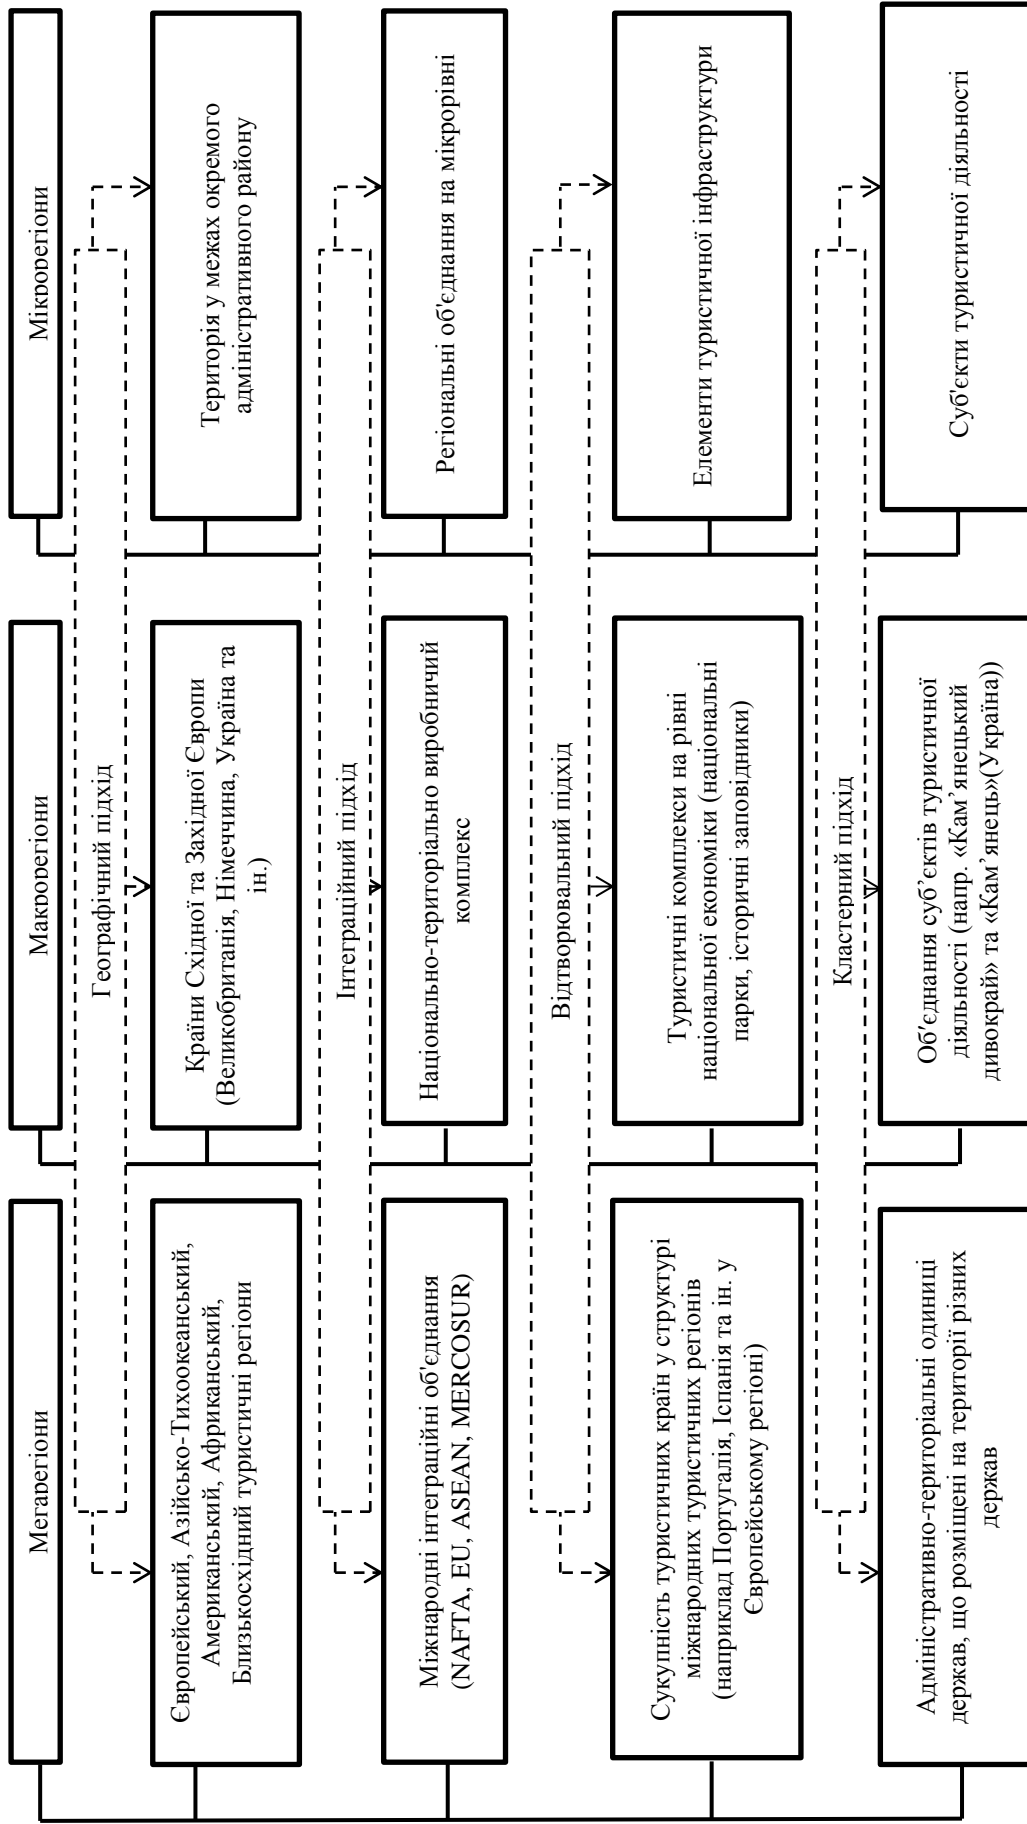 Мегарегіони
Макрорегіони
Мікрорегіони
Географічний підхід
Європейський, Азійсько-Тихоокеанський,
Американський, Африканський,
Близькосхідний туристичні регіони
Країни Східної та Західної Європи
(Великобританія, Німеччина, Україна та
ін.)
Територія у межах окремого
адміністративного району
Інтеграційний підхід
Міжнародні інтеграційні об'єднання
(NAFTA, EU, ASEAN, MERCOSUR)
Національно-територіально виробничий
комплекс
Регіональні об'єднання на мікрорівні
Відтворювальний підхід
Сукупність туристичних країн у структурі
міжнародних туристичних регіонів
(наприклад Португалія, Іспанія та ін. у
Європейському регіоні)
Туристичні комплекси на рівні
національної економіки (національні
парки, історичні заповідники)
Елементи туристичної інфраструктури
Кластерний підхід
Адміністративно-територіальні одиниці
держав, що розміщені на території різних
держав
Об'єднання суб’єктів туристичної
діяльності (напр. «Кам’янецький
дивокрай» та «Кам’янець»(Україна))
Суб'єкти туристичної діяльності